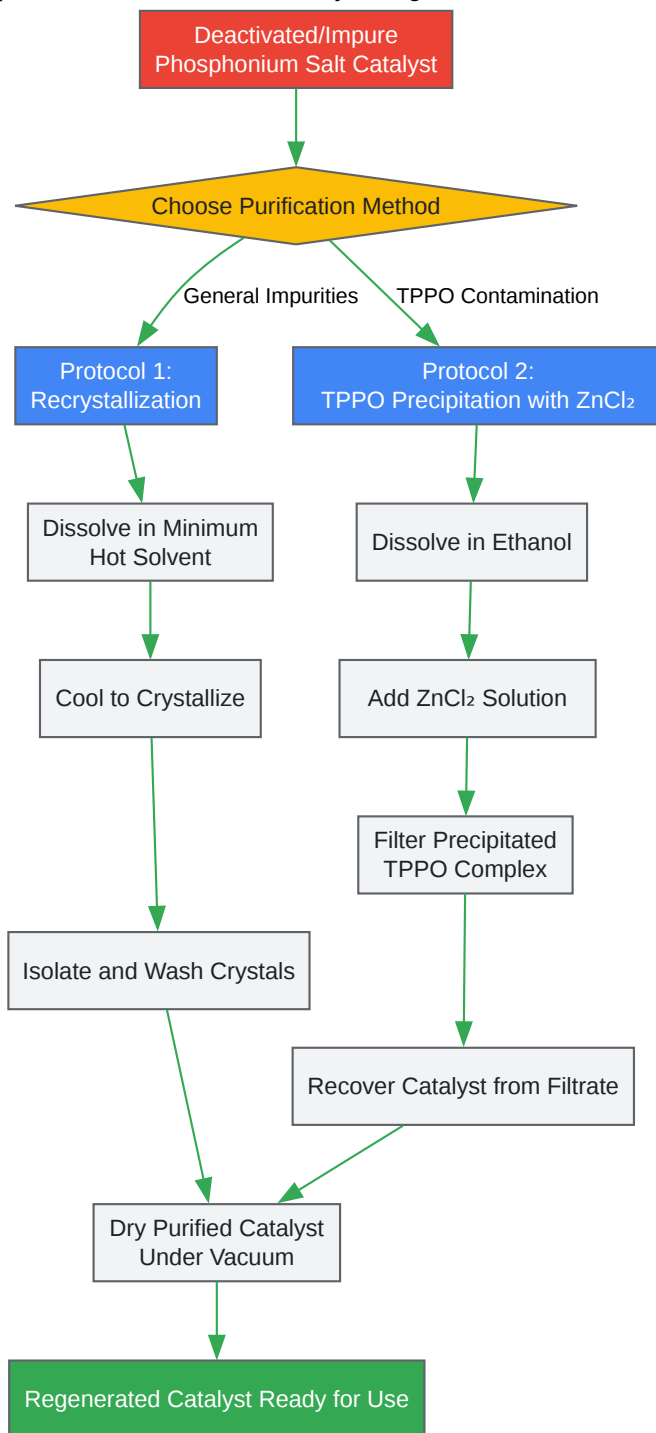 Deactivated/Impure
Phosphonium Salt Catalyst
Choose Purification Method
General Impurities
TPPO Contamination
Protocol 1:
Recrystallization
Protocol 2:
TPPO Precipitation with ZnCl₂
Dissolve in Minimum
Hot Solvent
Dissolve in Ethanol
Cool to Crystallize
Add ZnCl₂ Solution
Filter Precipitated
TPPO Complex
Isolate and Wash Crystals
Recover Catalyst from Filtrate
Dry Purified Catalyst
Under Vacuum
Regenerated Catalyst Ready for Use